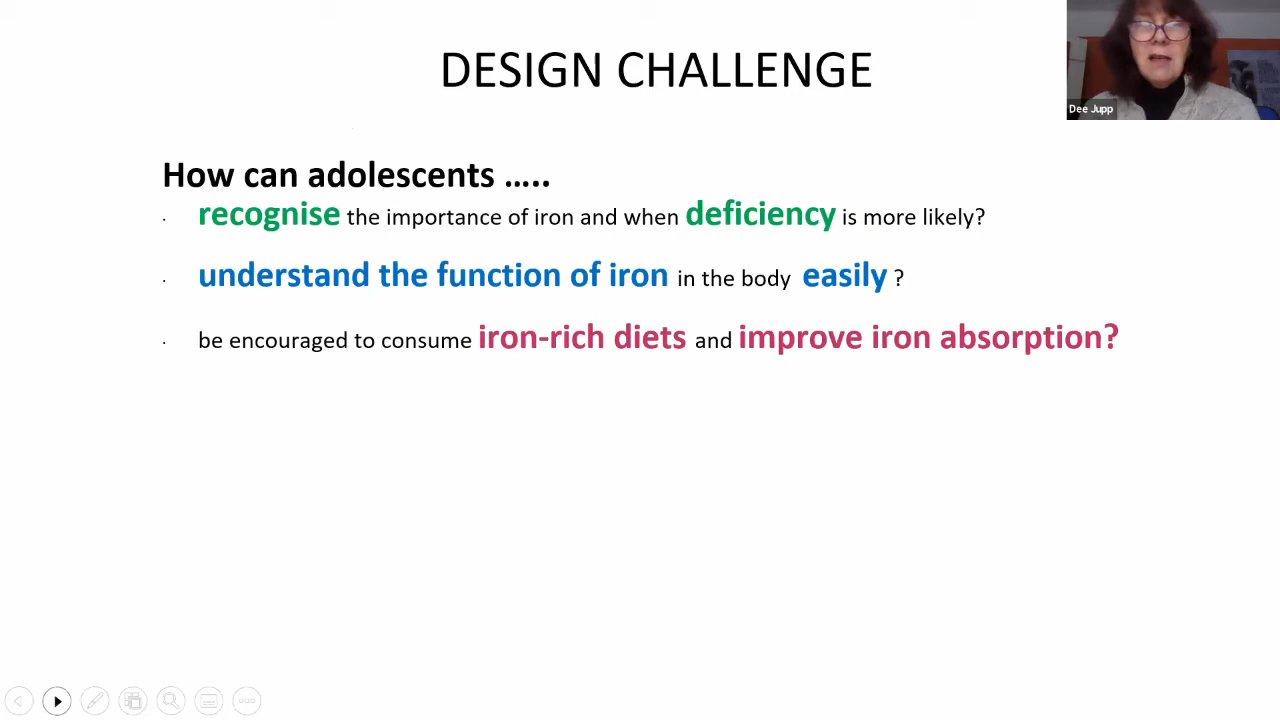 DESIGN CHALLENGE
Dee Jupp
How can adolescents .....
· recognise the importance of iron and when deficiency is more likely?
· understand the function of iron in the body easily ?
· be encouraged to consume iron-rich diets and improve iron absorption?